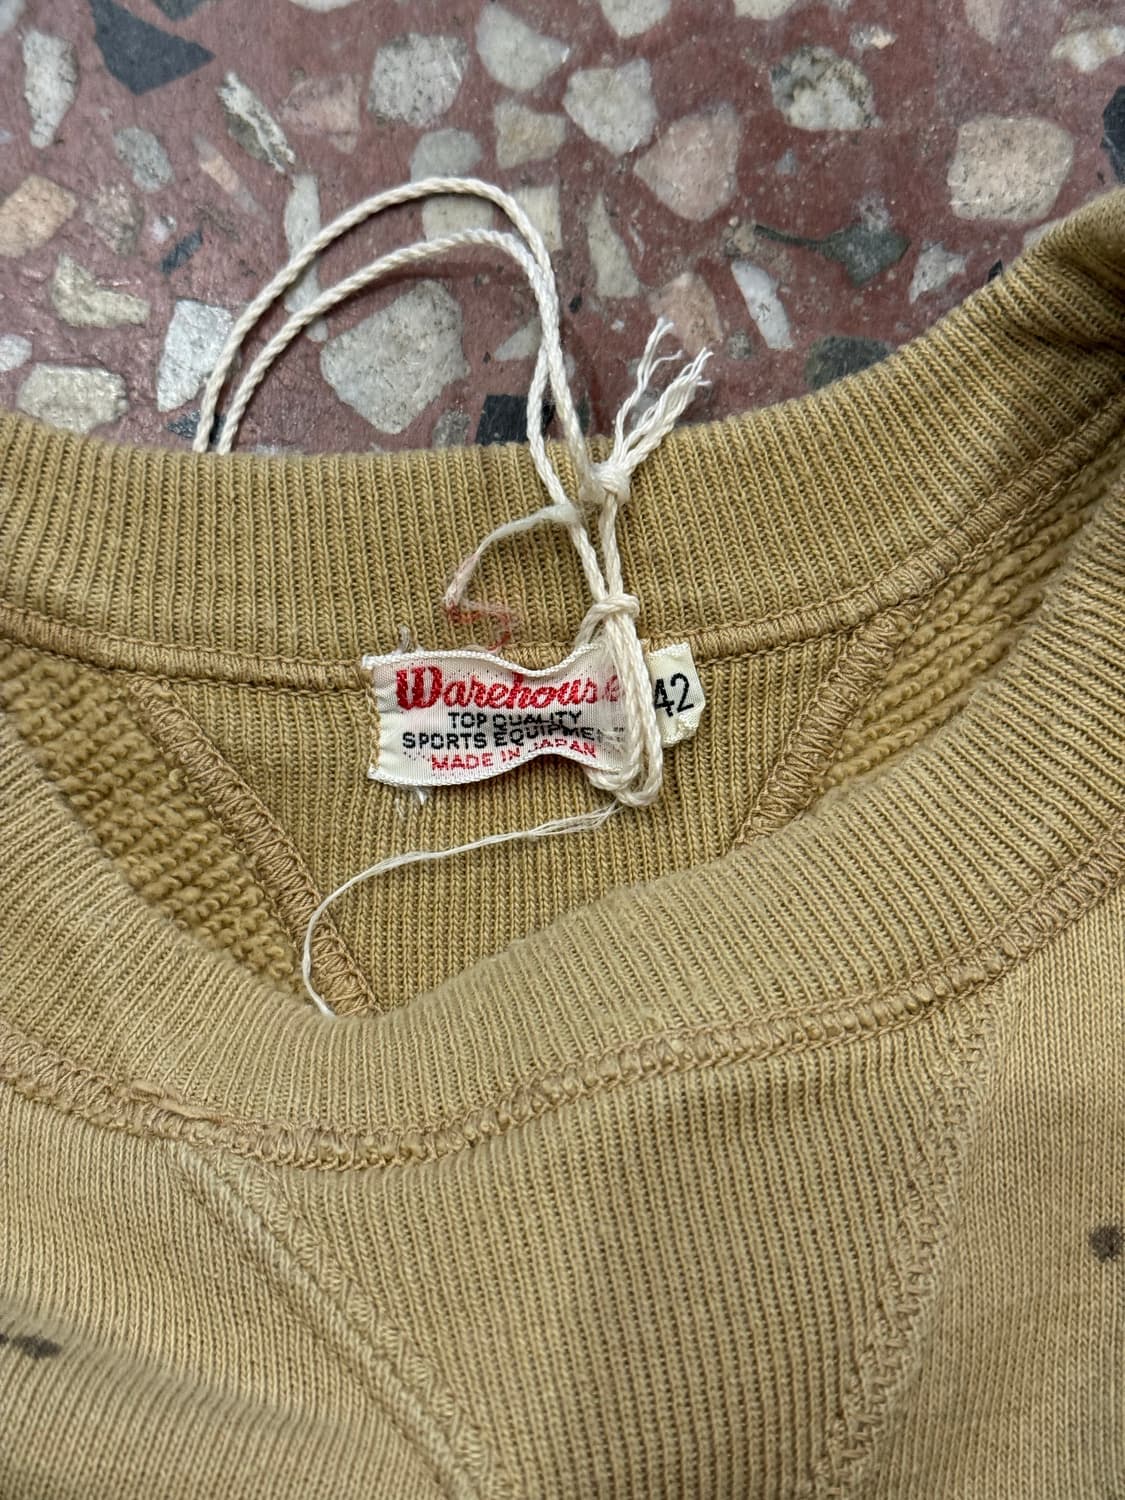 Warehouse 42
TOP QUALITY
SPORTS EQUIPMENT
MADE IN JAPAN